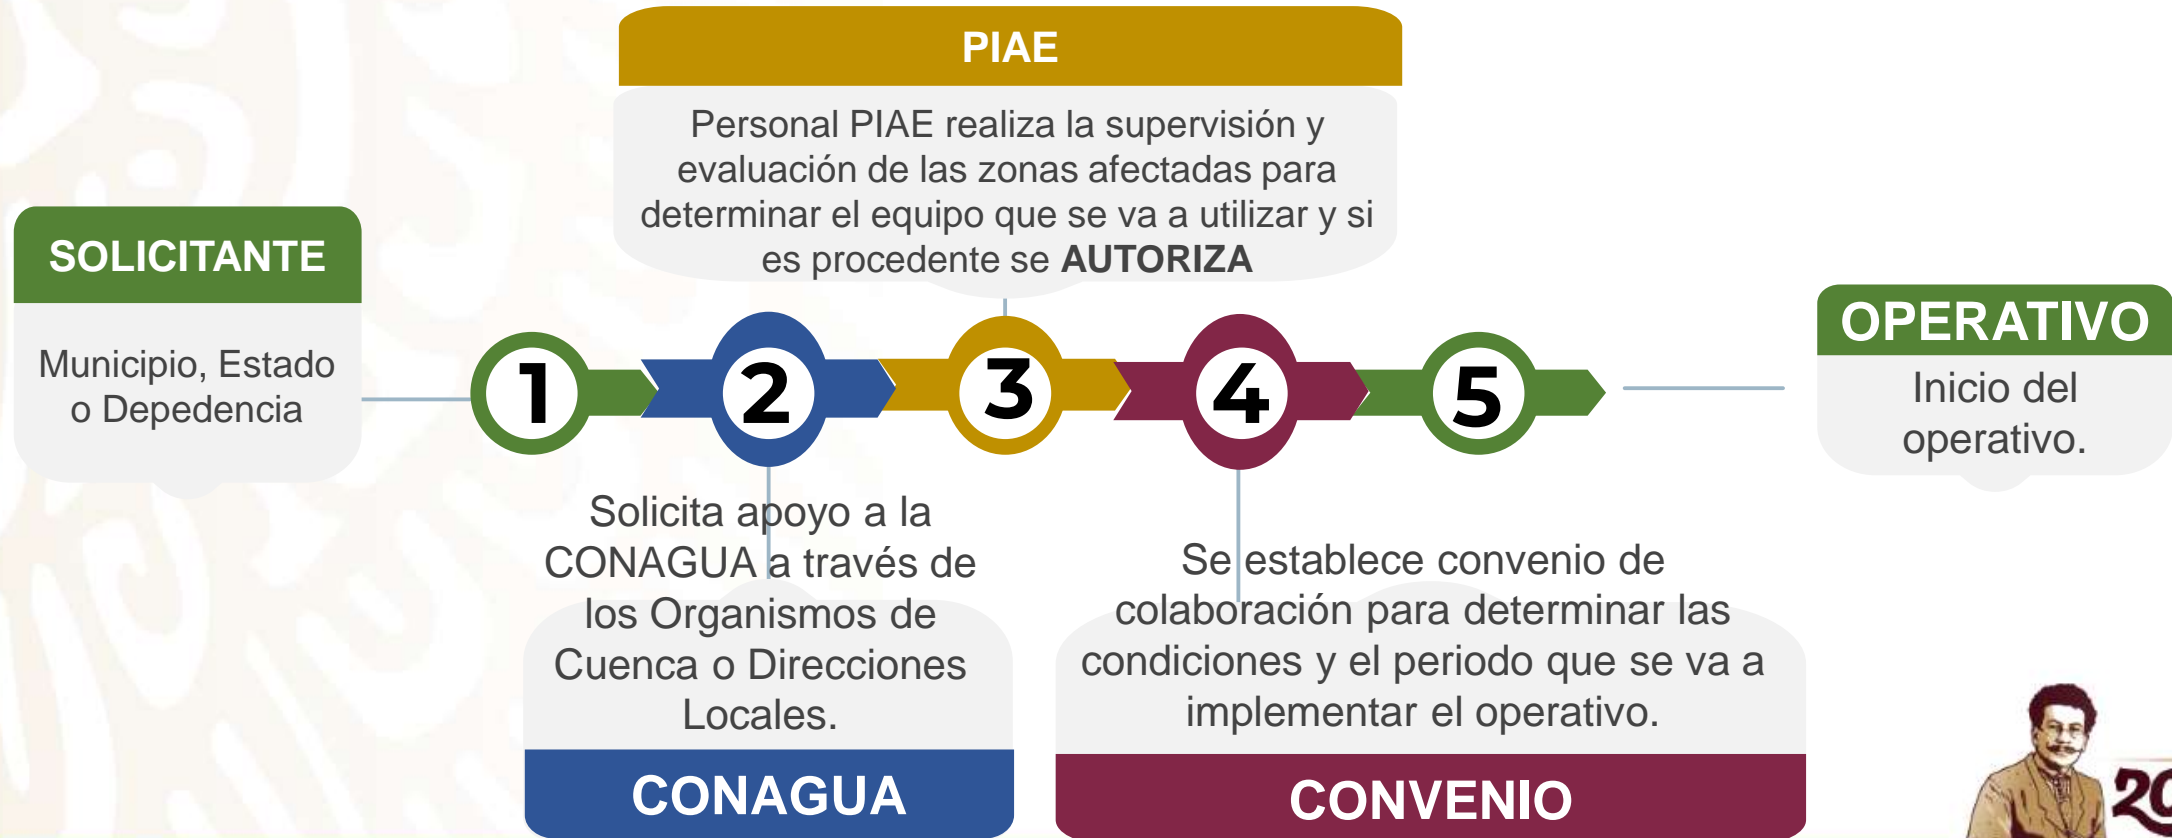 SOLICITANTE
Municipio, Estado
o Depedencia
1
2
Solicita apoyo a la
CONAGUA a través de
los Organismos de
Cuenca o Direcciones
Locales.
CONAGUA
PIAE
Personal PIAE realiza la supervisión y
evaluación de las zonas afectadas para
determinar el equipo que se va a utilizar y si
es procedente se AUTORIZA
3
4
Se establece convenio de
colaboración para determinar las
condiciones y el periodo que se va a
implementar el operativo.
CONVENIO
5
OPERATIVO
Inicio del
operativo.